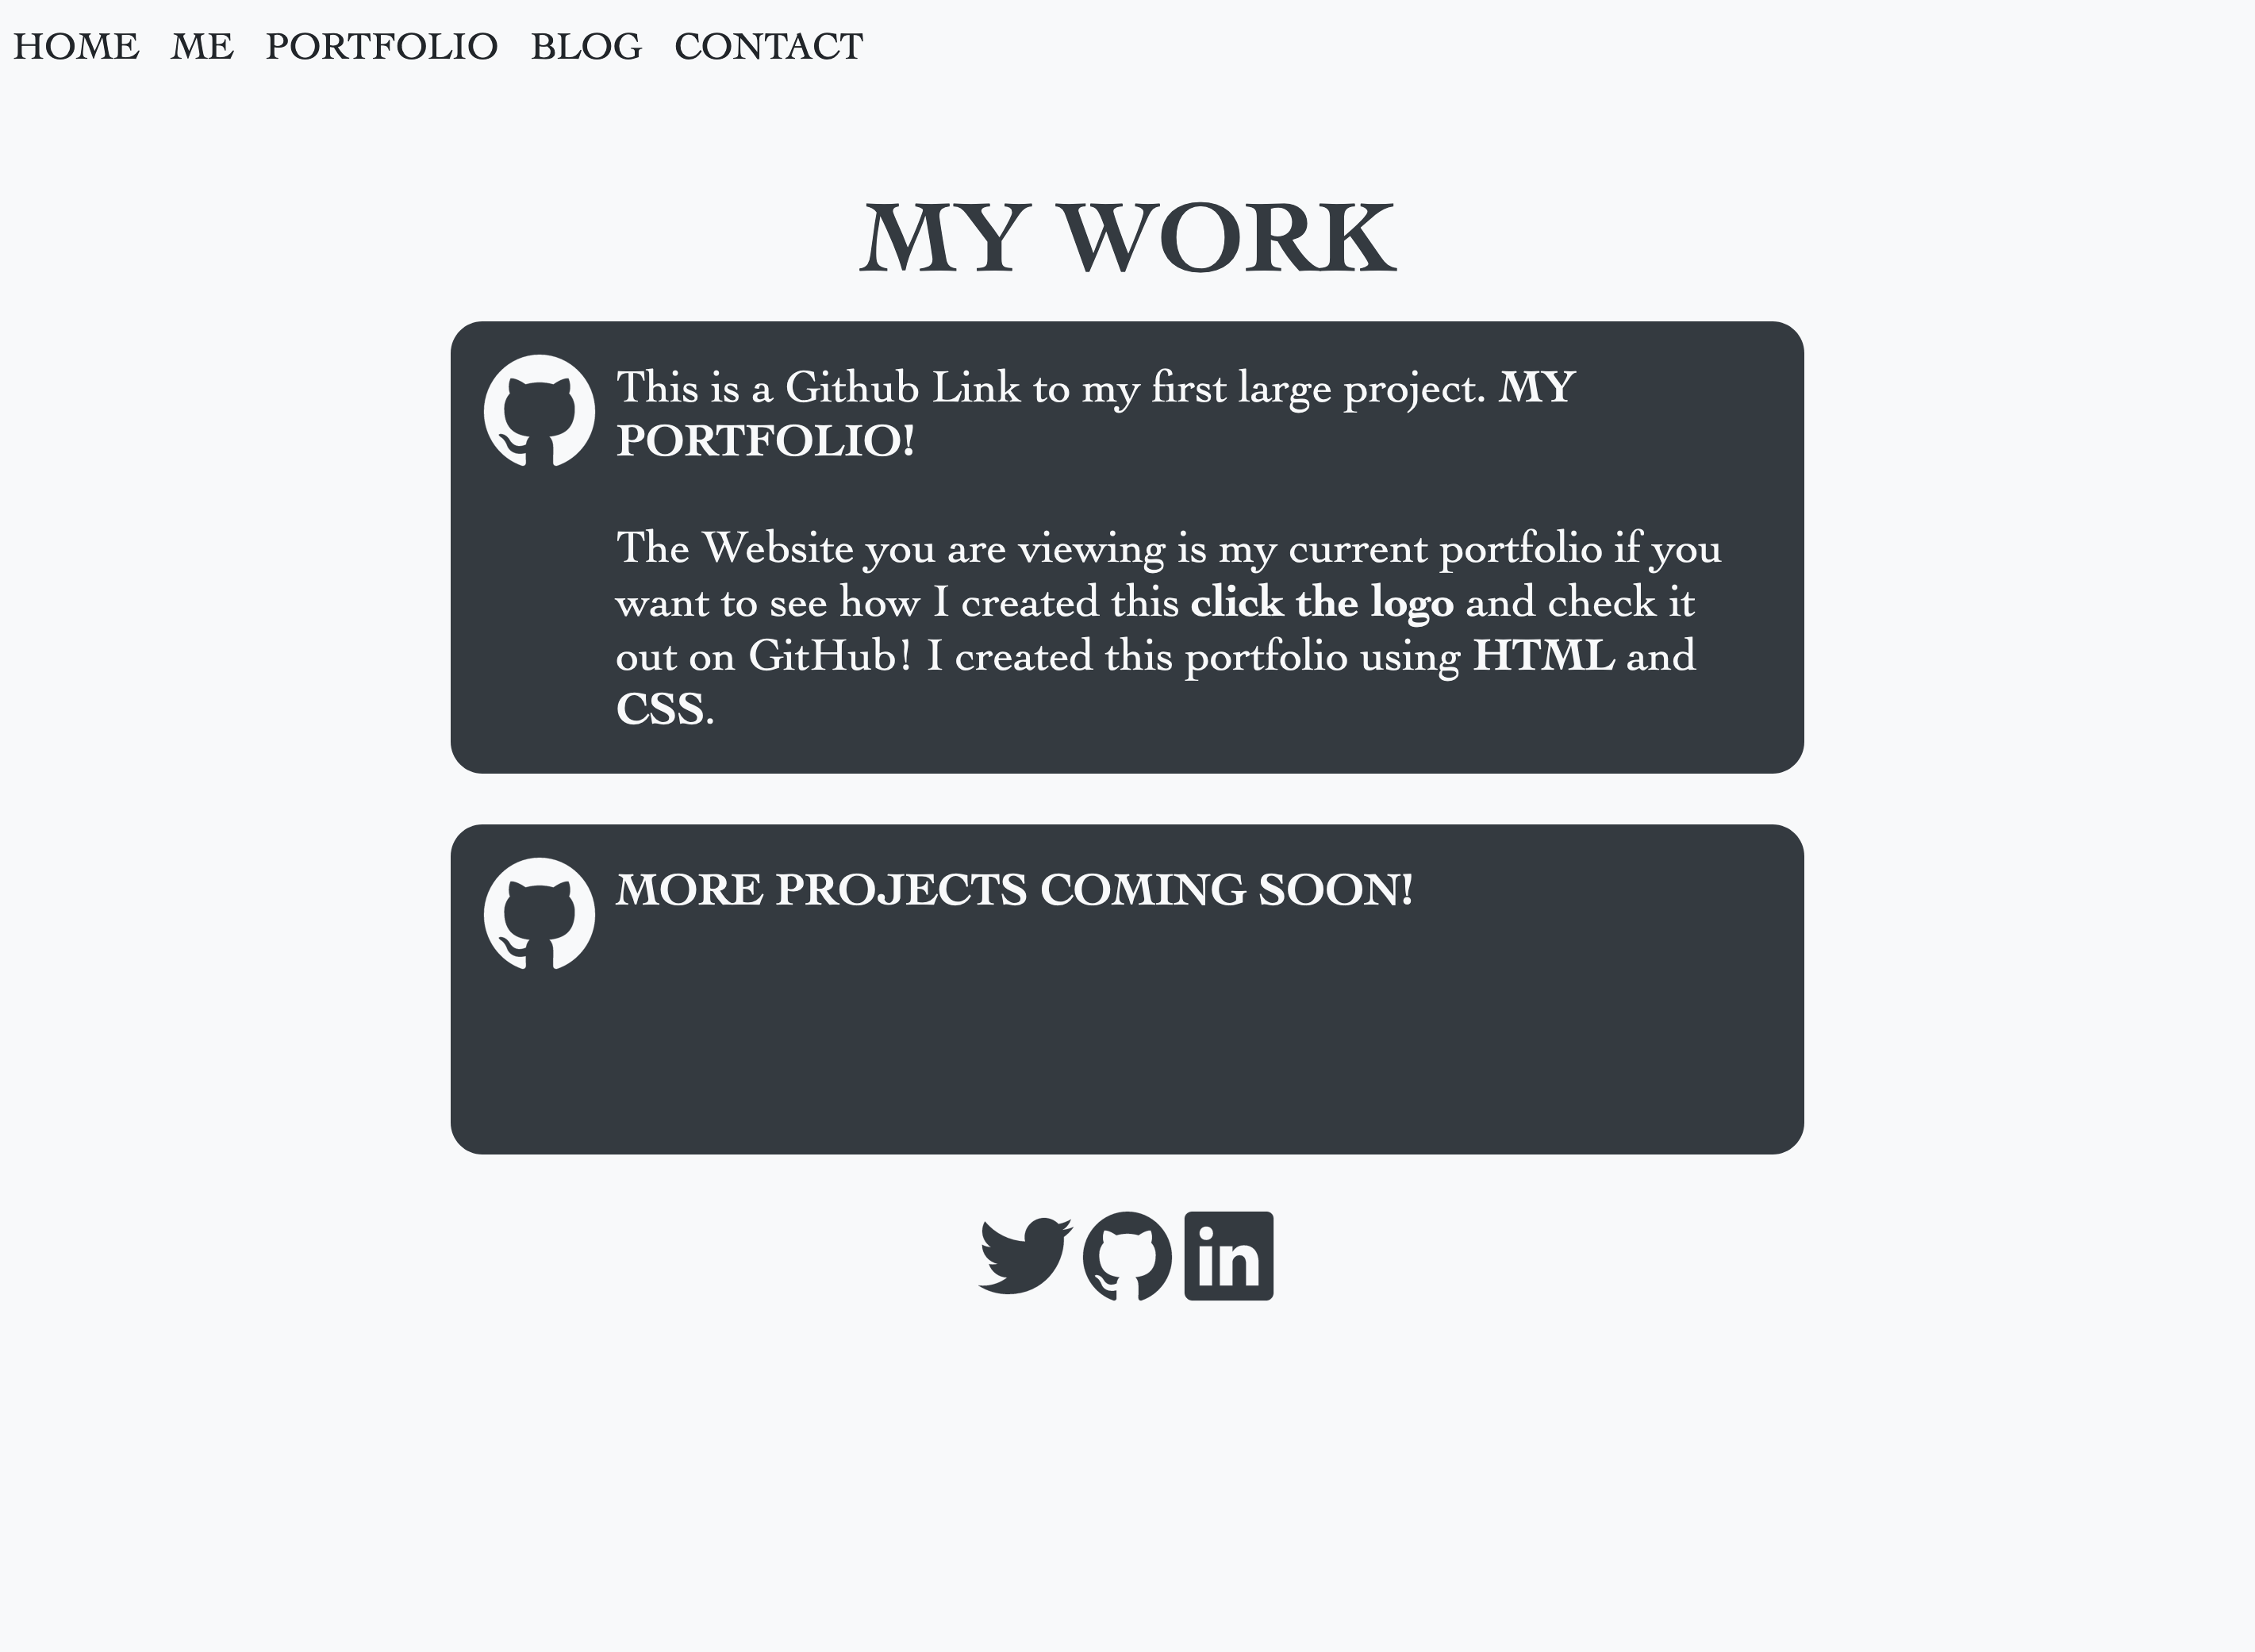 HOME ME PORTFOLIO BLOG CONTACT
MY WORK
This is a Github Link to my first large project. MY
PORTFOLIO!
The Website you are viewing is my current portfolio if you
want to see how I created this click the logo and check it
out on GitHub! I created this portfolio using HTML and
CSS.
MORE PROJECTS COMING SOON!
in